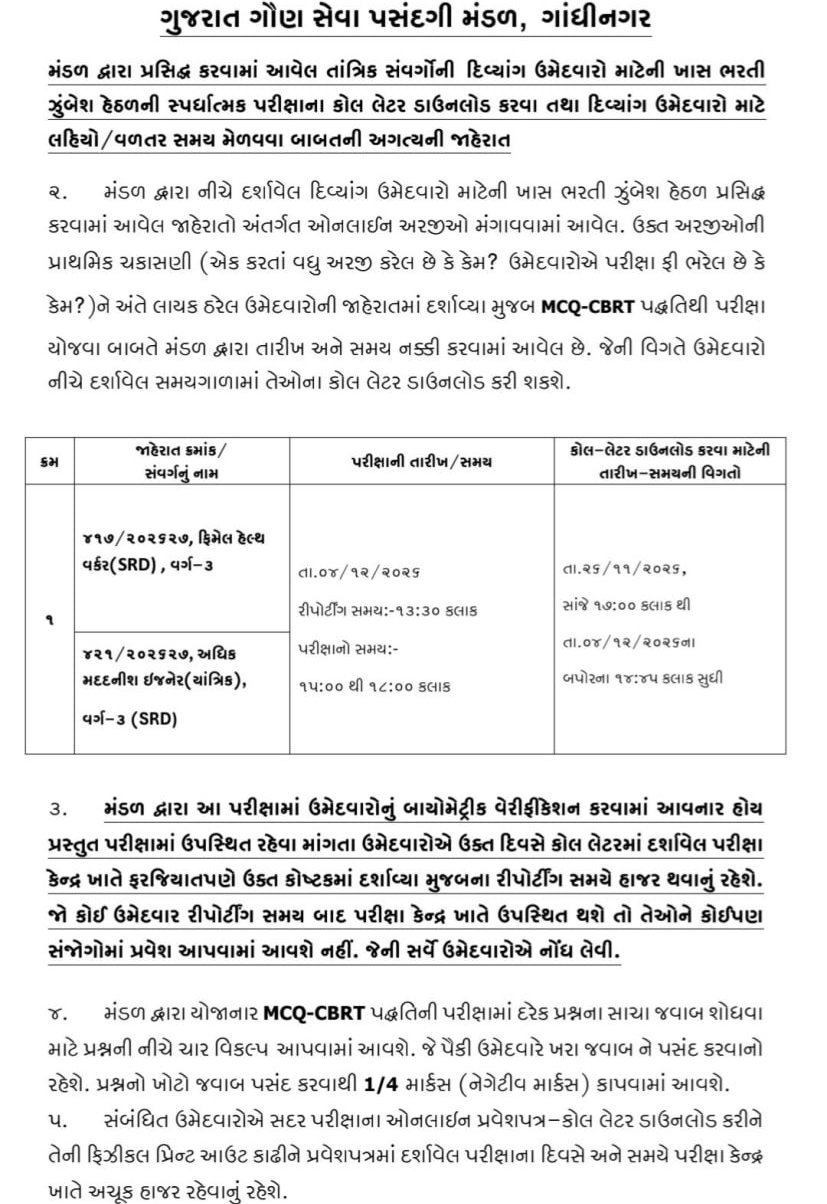 ગુજરાત ગૌણ સેવા પસંદગી મંડળ, ગાંધીનગર
મંડળ દ્વારા પ્રસિદ્ધ કરવામાં આવેલ તાંત્રિક સંવર્ગોની દિવ્યાંગ ઉમેદવારો માટેની ખાસ ભરતી
ઝુંબેશ હેઠળની સ્પર્ધાત્મક પરીક્ષાના કોલ લેટર ડાઉનલોડ કરવા તથા દિવ્યાંગ ઉમેદવારો માટે
લહિયો/વળતર સમય મેળવવા બાબતની અગત્યની જાહેરાત
૨. મંડળ દ્વારા નીચે દર્શાવેલ દિવ્યાંગ ઉમેદવારો માટેની ખાસ ભરતી ઝુંબેશ હેઠળ પ્રસિદ્ધ
કરવામાં આવેલ જાહેરાતો અંતર્ગત ઓનલાઈન અરજીઓ મંગાવવામાં આવેલ. ઉક્ત અરજીઓની
પ્રાથમિક ચકાસણી (એક કરતાં વધુ અરજી કરેલ છે કે કેમ? ઉમેદવારોએ પરીક્ષા ફી ભરેલ છે કે
કેમ?)ને અંતે લાયક ઠરેલ ઉમેદવારોની જાહેરાતમાં દર્શાવ્યા મુજબ MCQ-CBRT પદ્ધતિથી પરીક્ષા
યોજવા બાબતે મંડળ દ્વારા તારીખ અને સમય નક્કી કરવામાં આવેલ છે. જેની વિગતે ઉમેદવારો
નીચે દર્શાવેલ સમયગાળામાં તેઓના કોલ લેટર ડાઉનલોડ કરી શકશે.
ક્રમ
જાહેરાત ક્રમાંક/
સંવર્ગનું નામ
પરીક્ષાની તારીખ/સમય
કોલ-લેટર ડાઉનલોડ કરવા માટેની
તારીખ-સમયની વિગતો
૧
૪૧૭/૨૦૨૬૨૭, ફિમેલ હેલ્થ
વર્કર(SRD) , વર્ગ-૩
૪૨૧/૨૦૨૬૨૭, અધિક
મદદનીશ ઇજનેર(યાંત્રિક),
વર્ગ-૩ (SRD)
તા.૦૪/૧૨/૨૦૨૬
રીપોર્ટીંગ સમય:-૧૩:૩૦ કલાક
પરીક્ષાનો સમય:-
૧૫:૦૦ થી ૧૮:૦૦ કલાક
તા.૨૬/૧૧/૨૦૨૬,
સાંજે ૧૭:૦૦ કલાક થી
તા.૦૪/૧૨/૨૦૨૬ના
બપોરના ૧૪:૪૫ કલાક સુધી
૩. મંડળ દ્વારા આ પરીક્ષામાં ઉમેદવારોનું બાયોમેટ્રીક વેરીફીકેશન કરવામાં આવનાર હોય
પ્રસ્તુત પરીક્ષામાં ઉપસ્થિત રહેવા માંગતા ઉમેદવારોએ ઉક્ત દિવસે કોલ લેટરમાં દર્શાવેલ પરીક્ષા
કેન્દ્ર ખાતે ફરજિયાતપણે ઉક્ત કોષ્ટકમાં દર્શાવ્યા મુજબના રીપોર્ટીંગ સમયે હાજર થવાનું રહેશે.
જો કોઈ ઉમેદવાર રીપોર્ટીંગ સમય બાદ પરીક્ષા કેન્દ્ર ખાતે ઉપસ્થિત થશે તો તેઓને કોઈપણ
સંજોગોમાં પ્રવેશ આપવામાં આવશે નહીં. જેની સર્વે ઉમેદવારોએ નોંધ લેવી.
૪. મંડળ દ્વારા યોજાનાર MCQ-CBRT પદ્ધતિની પરીક્ષામાં દરેક પ્રશ્નના સાચા જવાબ શોધવા
માટે પ્રશ્નની નીચે ચાર વિકલ્પ આપવામાં આવશે. જે પૈકી ઉમેદવારે ખરા જવાબ ને પસંદ કરવાનો
રહેશે. પ્રશ્નનો ખોટો જવાબ પસંદ કરવાથી 1/4 માર્કસ (નેગેટીવ માર્કસ) કાપવામાં આવશે.
૫. સંબંધિત ઉમેદવારોએ સદર પરીક્ષાના ઓનલાઈન પ્રવેશપત્ર-કોલ લેટર ડાઉનલોડ કરીને
તેની ફિઝીકલ પ્રિન્ટ આઉટ કાઢીને પ્રવેશપત્રમાં દર્શાવેલ પરીક્ષાના દિવસે અને સમયે પરીક્ષા કેન્દ્ર
ખાતે અચૂક હાજર રહેવાનું રહેશે.